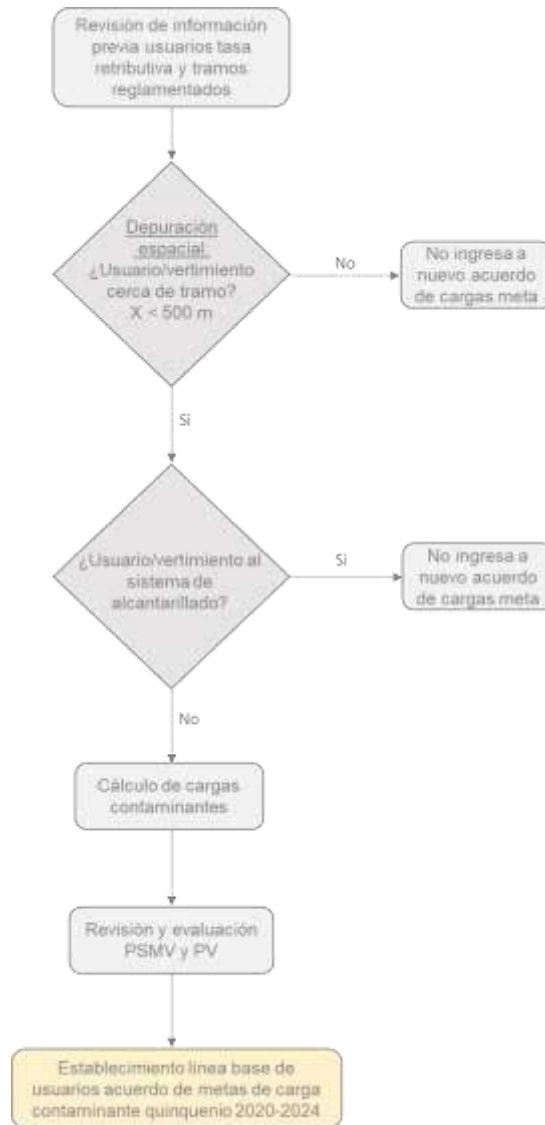 Revisión de información
previa usuarios tasa
retributiva y tramos
reglamentados
Depuración
espacial
¿Usuario/vertimiento
cerca de tramo?
X < 500 m
No
No ingresa a
nuevo acuerdo
de cargas meta
Si
¿Usuario/vertimiento al
sistema de
alcantarillado?
Si
No ingresa a
nuevo acuerdo
de cargas meta
No
Cálculo de cargas
contaminantes
Revisión y evaluación
PSMV y PV
Establecimiento línea base de
usuarios acuerdo de metas de carga
contaminante quinquenio 2020-2024